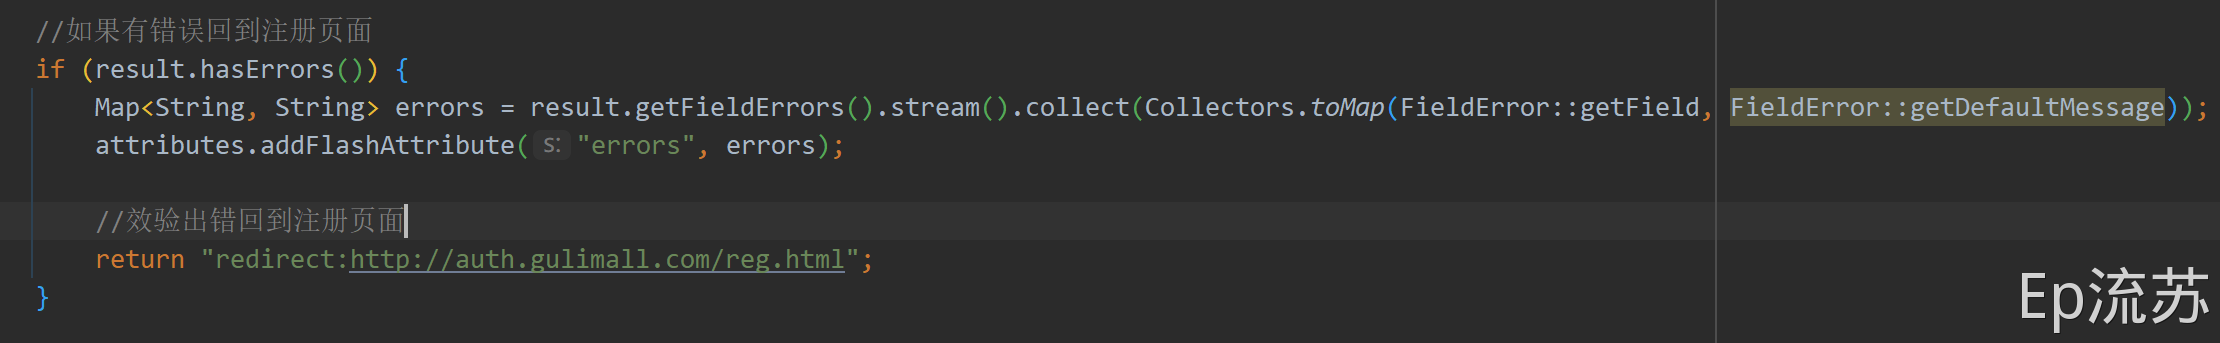 //如果有错误回到注册页面
if (result.hasErrors()) {
    Map<String, String> errors = result.getFieldErrors().stream().collect(Collectors.toMap(FieldError::getField, FieldError::getDefaultMessage));
    attributes.addFlashAttribute( s: "errors", errors);
    //效验出错回到注册页面
    return "redirect:http://auth.gulimall.com/reg.html";
}
Ep流苏